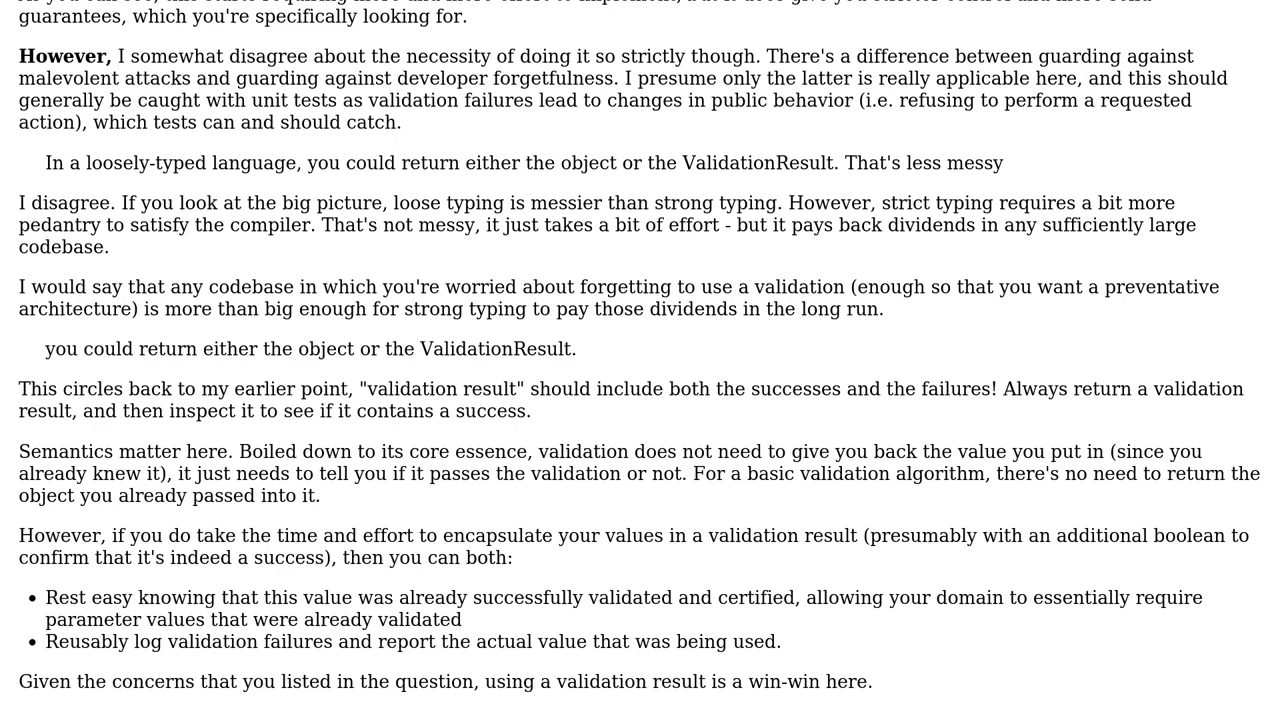 guarantees, which you're specifically looking for.
However, I somewhat disagree about the necessity of doing it so strictly though. There's a difference between guarding against
malevolent attacks and guarding against developer forgetfulness. I presume only the latter is really applicable here, and this should
generally be caught with unit tests as validation failures lead to changes in public behavior (i.e. refusing to perform a requested
action), which tests can and should catch.
In a loosely-typed language, you could return either the object or the ValidationResult. That's less messy
I disagree. If you look at the big picture, loose typing is messier than strong typing. However, strict typing requires a bit more
pedantry to satisfy the compiler. That's not messy, it just takes a bit of effort - but it pays back dividends in any sufficiently large
codebase.
I would say that any codebase in which you're worried about forgetting to use a validation (enough so that you want a preventative
architecture) is more than big enough for strong typing to pay those dividends in the long run.
you could return either the object or the ValidationResult.
This circles back to my earlier point, "validation result" should include both the successes and the failures! Always return a validation
result, and then inspect it to see if it contains a success.
Semantics matter here. Boiled down to its core essence, validation does not need to give you back the value you put in (since you
already knew it), it just needs to tell you if it passes the validation or not. For a basic validation algorithm, there's no need to return the
object you already passed into it.
However, if you do take the time and effort to encapsulate your values in a validation result (presumably with an additional boolean to
confirm that it's indeed a success), then you can both:
• Rest easy knowing that this value was already successfully validated and certified, allowing your domain to essentially require
parameter values that were already validated
• Reusably log validation failures and report the actual value that was being used.
Given the concerns that you listed in the question, using a validation result is a win-win here.